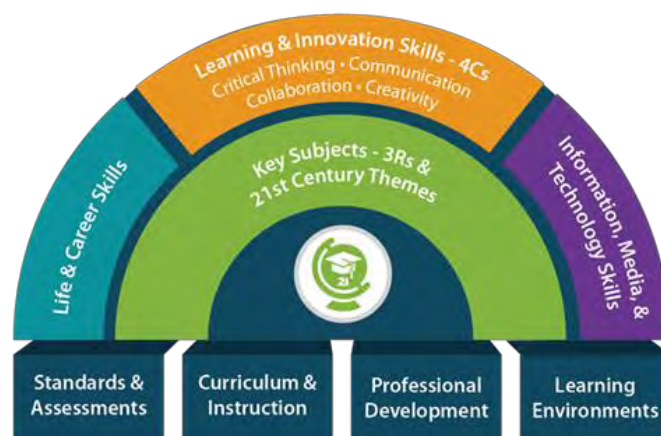 Learning & Innovation Skills - 4Cs
Critical Thinking • Communication
Collaboration • Creativity
Life & Career Skills
Key Subjects - 3Rs &
21st Century Themes
Information, Media, &
Technology Skills
21
Standards &
Assessments
Curriculum &
Instruction
Professional
Development
Learning
Environments